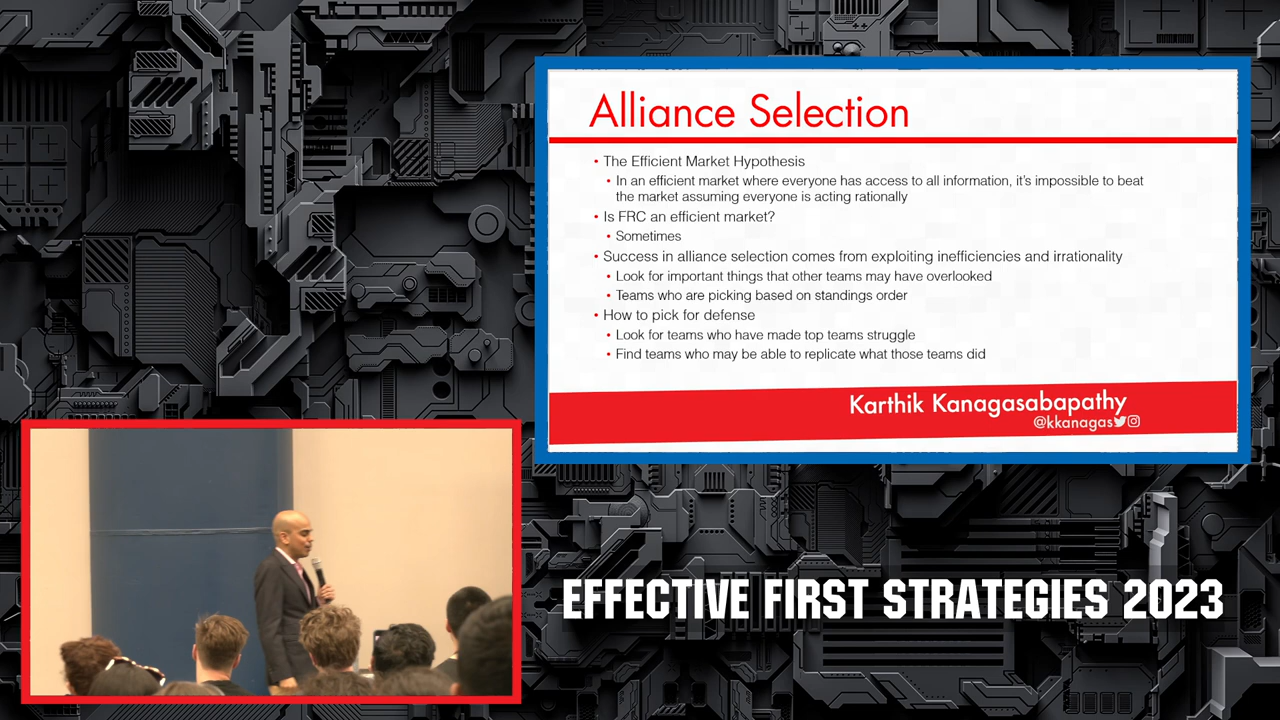 Alliance Selection
• The Efficient Market Hypothesis
• In an efficient market where everyone has access to all information, it's impossible to beat
the market assuming everyone is acting rationally
• Is FRC an efficient market?
• Sometimes
• Success in alliance selection comes from exploiting inefficiencies and irrationality
• Look for important things that other teams may have overlooked
• Teams who are picking based on standings order
• How to pick for defense
• Look for teams who have made top teams struggle
• Find teams who may be able to replicate what those teams did
Karthik Kanagasabapathy
@kkanagas
EFFECTIVE FIRST STRATEGIES 2023